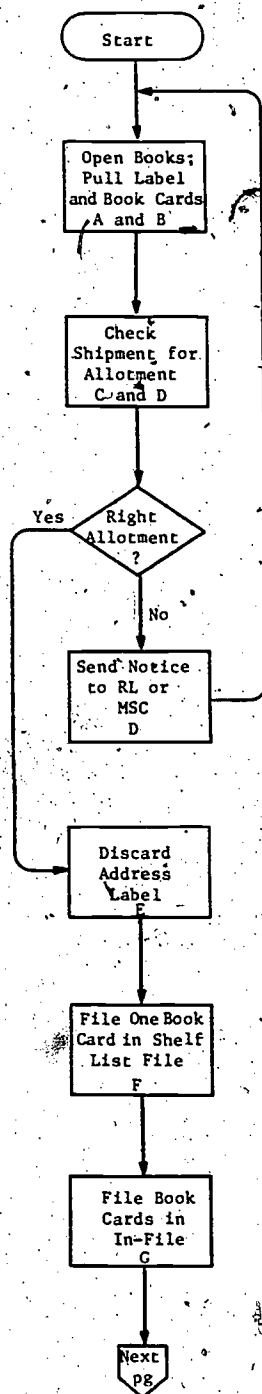 Start
Open Books;
Pull Label
and Book Cards
A and B
Check
Shipment for
Allotment
C and D
Right
Allotment
?
Yes
No
Send Notice
to RL or
MSC
D
Discard
Address
Label
E
File One Book
Card in Shelf
List File
F
File Book
Cards in
In-File
G
Next
pg